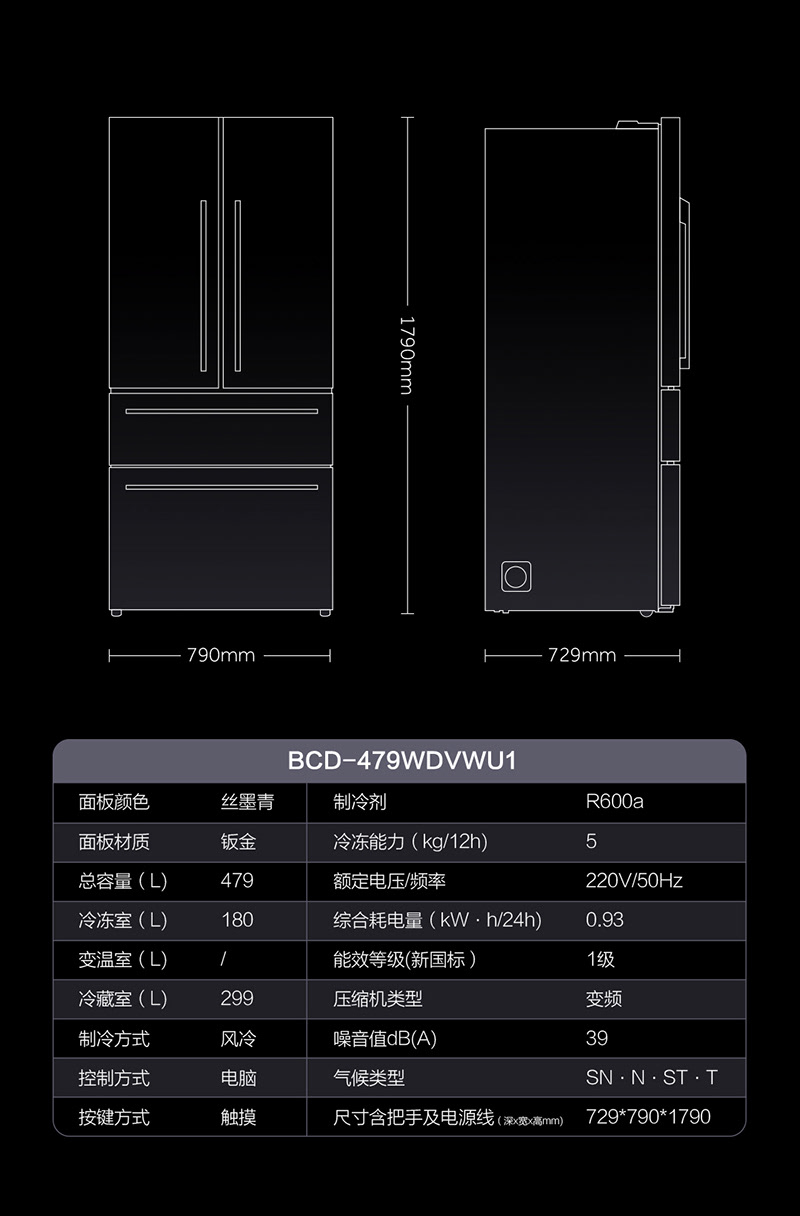 1790mm
790mm
729mm
BCD-479WDVWU1
面板颜色 丝墨青 制冷剂 R600a
面板材质 钣金 冷冻能力（kg/12h) 5
总容量（L) 479 额定电压/频率 220V/50Hz
冷冻室（L) 180 综合耗电量（kW·h/24h) 0.93
变温室（L) / 能效等级(新国标） 1级
冷藏室（L) 299 压缩机类型 变频
制冷方式 风冷 噪音值dB(A) 39
控制方式 电脑 气候类型 SN·N·ST·T
按键方式 触摸 尺寸含把手及电源线（深x宽x高mm) 729*790*1790